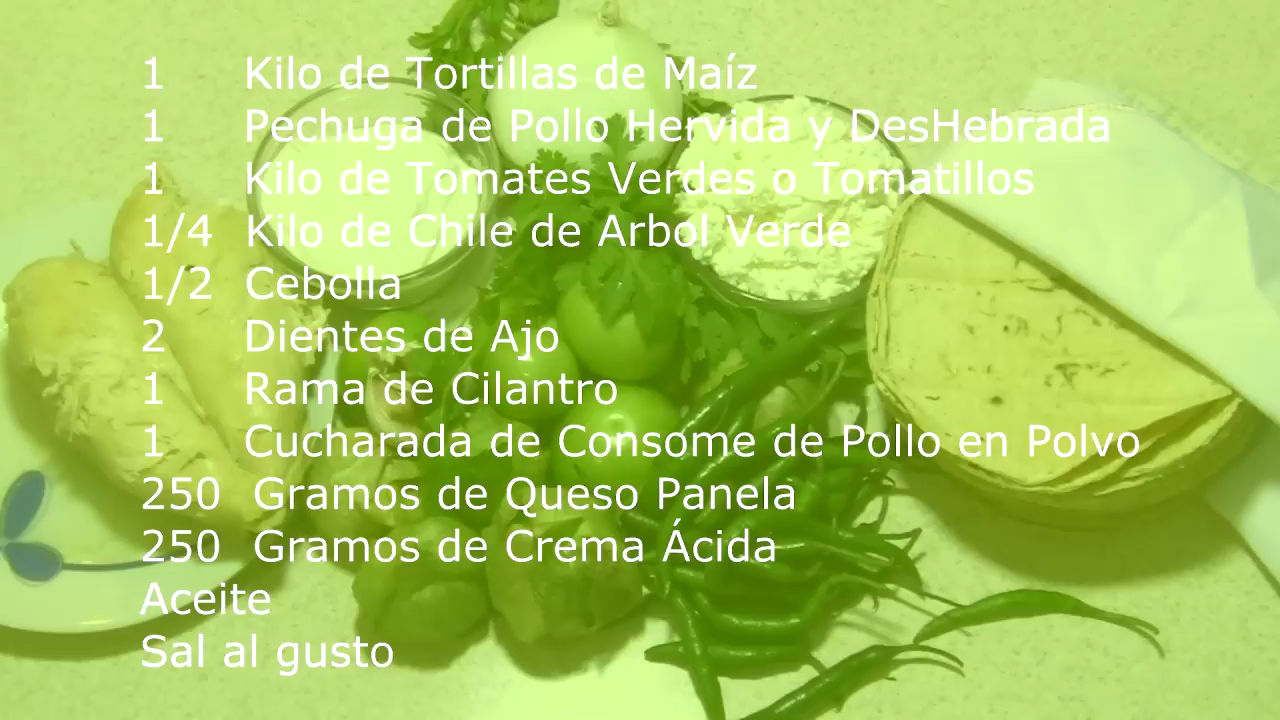 1 Kilo de Tortillas de Maíz
1 Pechuga de Pollo Hervida y DesHebrada
1 Kilo de Tomates Verdes o Tomatillos
1/4 Kilo de Chile de Arbol Verde
1/2 Cebolla
2 Dientes de Ajo
1 Rama de Cilantro
1 Cucharada de Consome de Pollo en Polvo
250 Gramos de Queso Panela
250 Gramos de Crema Ácida
Aceite
Sal al gusto